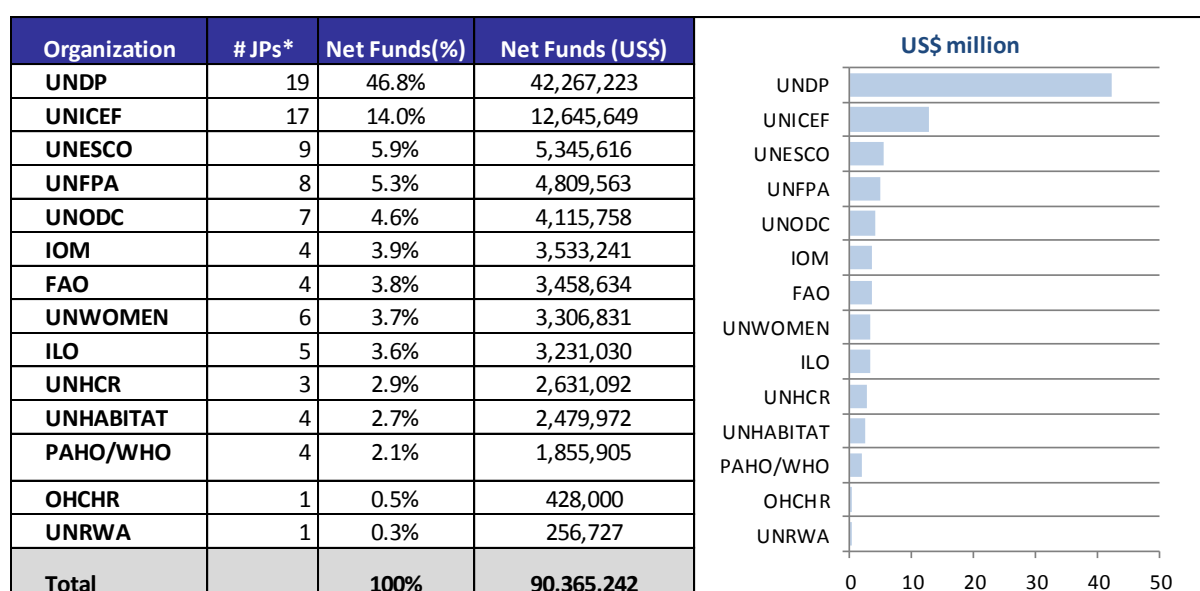 Organization # JPs* Net Funds(%) Net Funds (US$)
UNDP 19 46.8% 42,267,223
UNICEF 17 14.0% 12,645,649
UNESCO 9 5.9% 5,345,616
UNFPA 8 5.3% 4,809,563
UNODC 7 4.6% 4,115,758
IOM 4 3.9% 3,533,241
FAO 4 3.8% 3,458,634
UNWOMEN 6 3.7% 3,306,831
ILO 5 3.6% 3,231,030
UNHCR 3 2.9% 2,631,092
UNHABITAT 4 2.7% 2,479,972
PAHO/WHO 4 2.1% 1,855,905
OHCHR 1 0.5% 428,000
UNRWA 1 0.3% 256,727
Total 100% 90,365,242
US$ million
UNDP
UNICEF
UNESCO
UNFPA
UNODC
IOM
FAO
UNWOMEN
ILO
UNHCR
UNHABITAT
PAHO/WHO
OHCHR
UNRWA
0 10 20 30 40 50